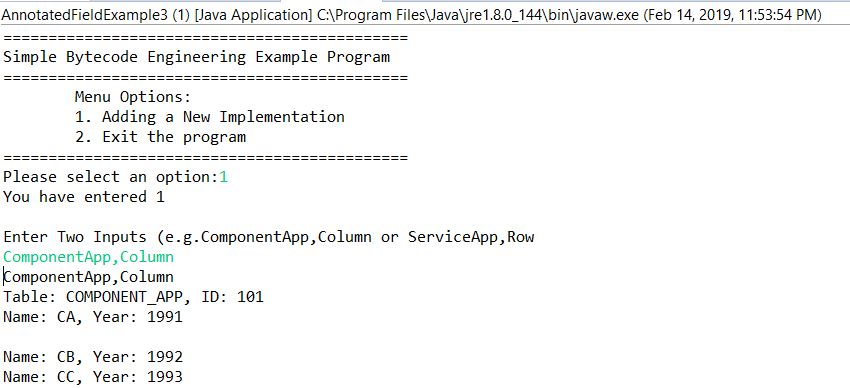 AnnotatedFieldExample3 (1) [Java Application] C:\Program Files\Java\jre1.8.0_144\bin\javaw.exe (Feb 14, 2019, 11:53:54 PM)
=============================================
Simple Bytecode Engineering Example Program
=============================================
Menu Options:
1. Adding a New Implementation
2. Exit the program
=============================================
Please select an option:1
You have entered 1
Enter Two Inputs (e.g.ComponentApp,Column or ServiceApp,Row
ComponentApp,Column
ComponentApp,Column
Table: COMPONENT_APP, ID: 101
Name: CA, Year: 1991
Name: CB, Year: 1992
Name: CC, Year: 1993